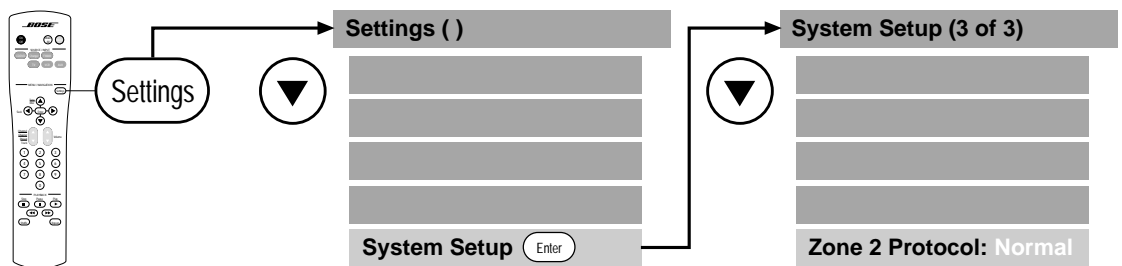 BOSE
Settings
Settings ( )
System Setup Enter
System Setup (3 of 3)
Zone 2 Protocol: Normal